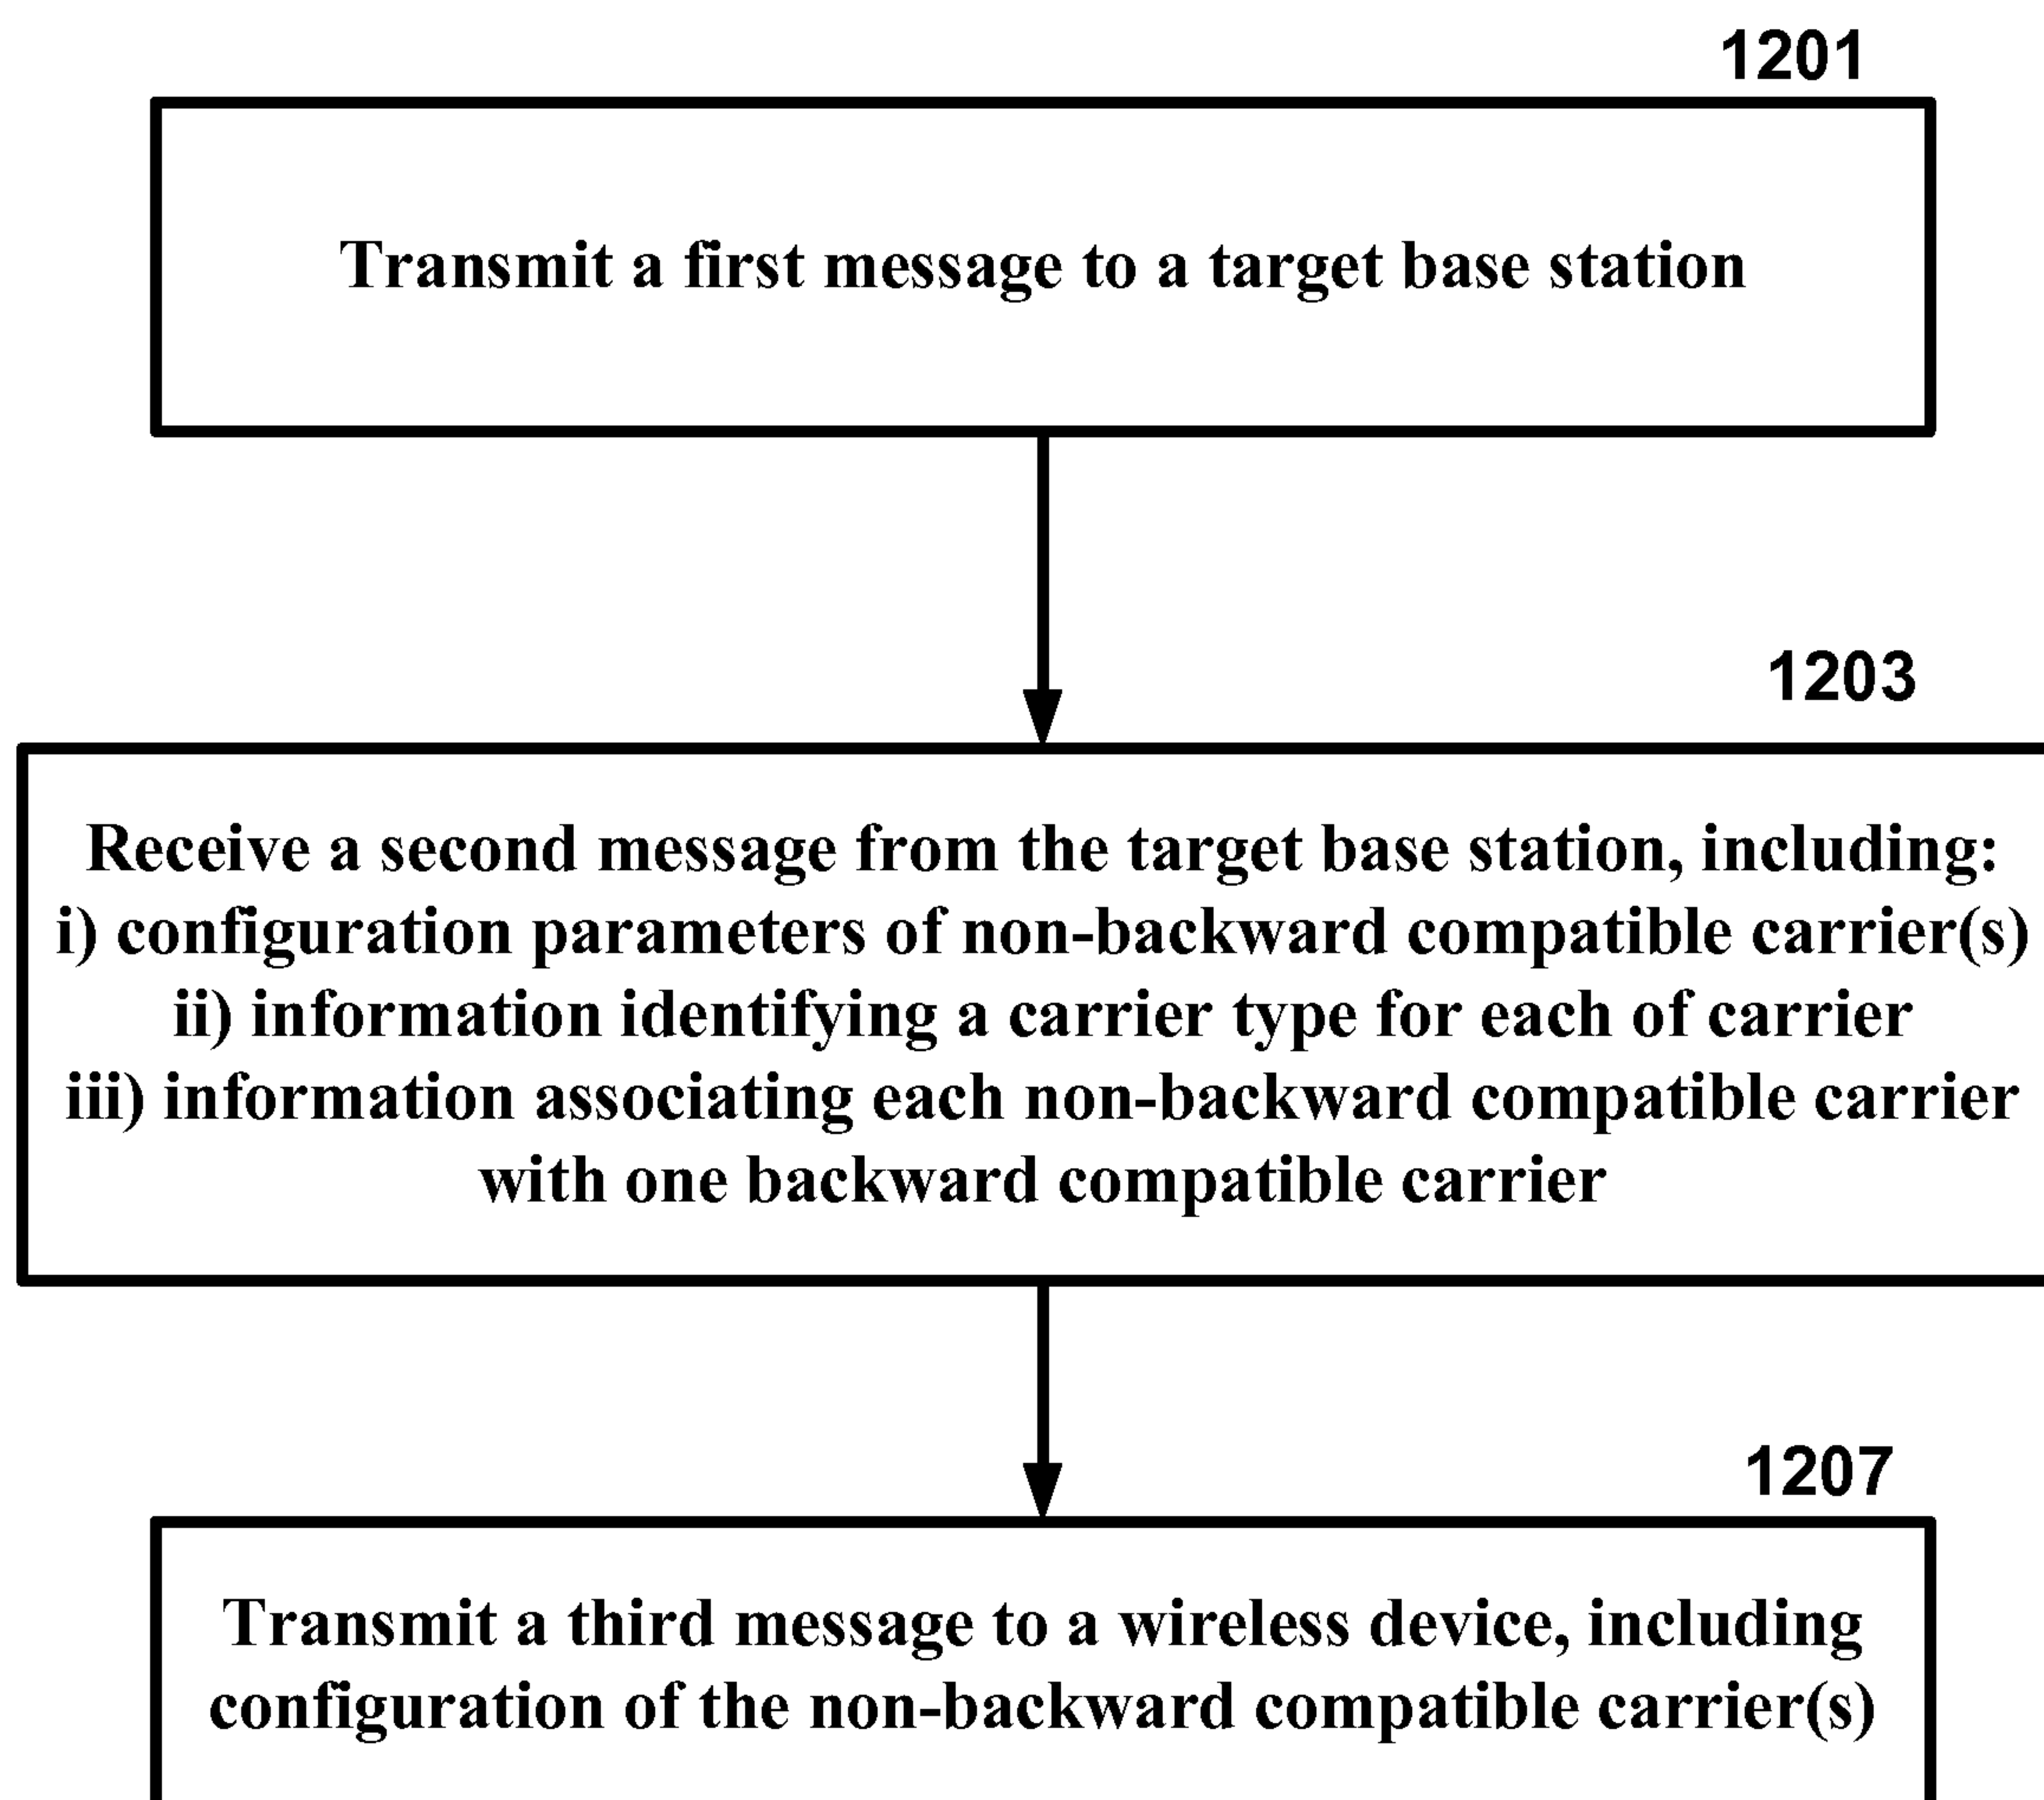 1201
Transmit a first message to a target base station
1203
Receive a second message from the target base station, including:
i) configuration parameters of non-backward compatible carrier(s)
ii) information identifying a carrier type for each of carrier
iii) information associating each non-backward compatible carrier
with one backward compatible carrier
1207
Transmit a third message to a wireless device, including
configuration of the non-backward compatible carrier(s)